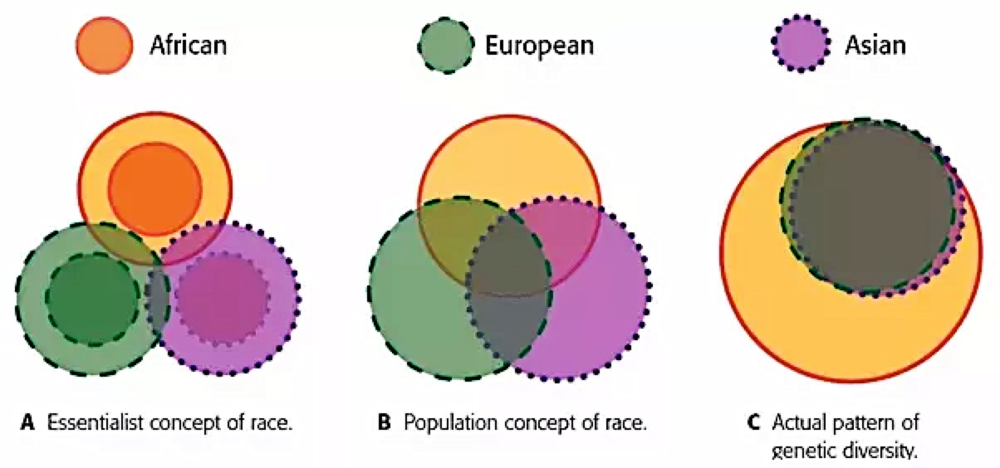 African
European
Asian
A Essentialist concept of race.
B Population concept of race.
C Actual pattern of
genetic diversity.